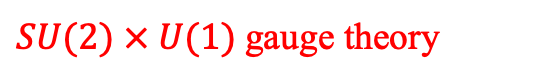 SU(2) × U(1) gauge theory